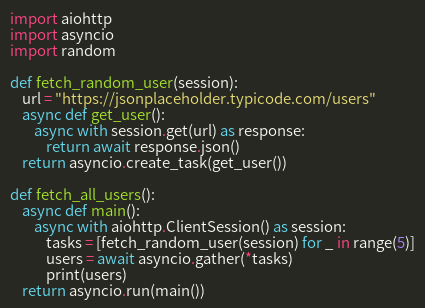 import aiohttp
import asyncio
import random

def fetch_random_user(session):
    url = "https://jsonplaceholder.typicode.com/users"
    async def get_user():
        async with session.get(url) as response:
            return await response.json()
    return asyncio.create_task(get_user())

def fetch_all_users():
    async def main():
        async with aiohttp.ClientSession() as session:
            tasks = [fetch_random_user(session) for _ in range(5)]
            users = await asyncio.gather(*tasks)
            print(users)
    return asyncio.run(main())